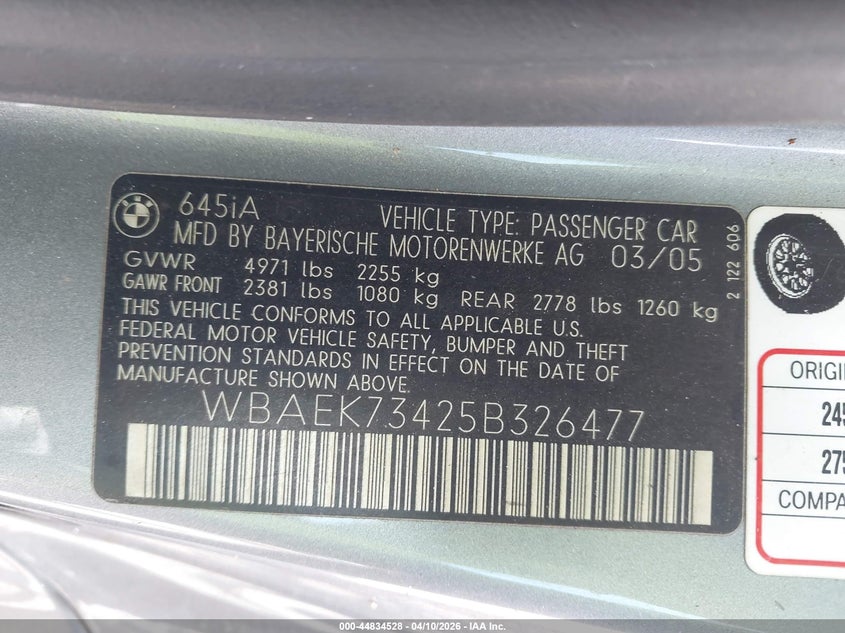 645iA VEHICLE TYPE: PASSENGER CAR
MFD BY BAYERISCHE MOTORENWERKE AG 03/05
GVWR 4971 lbs 2255 kg
GAWR FRONT 2381 lbs 1080 kg REAR 2778 lbs 1260 kg
THIS VEHICLE CONFORMS TO ALL APPLICABLE U.S.
FEDERAL MOTOR VEHICLE SAFETY, BUMPER AND THEFT
PREVENTION STANDARDS IN EFFECT ON THE DATE OF
MANUFACTURE SHOWN ABOVE.
WBAEK73425B326477
2 122 606
ORIGI
245
275
COMPA
000-44834528 - 04/10/2026 - IAA Inc.